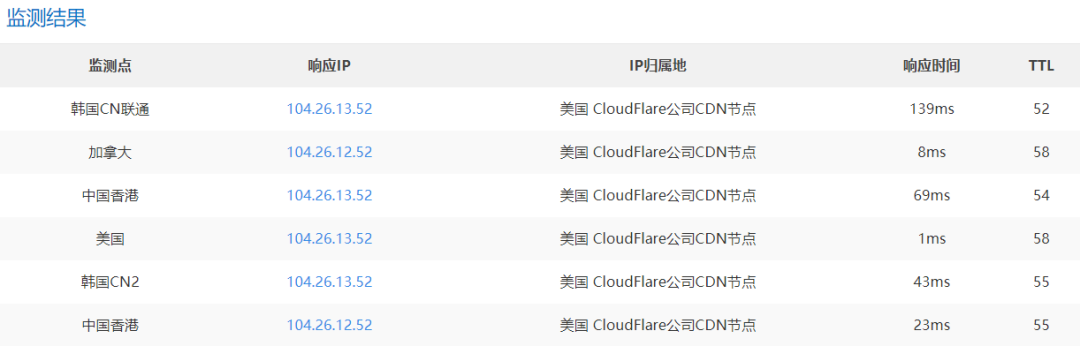 监测结果
监测点 响应IP IP归属地 响应时间 TTL
韩国CN联通 104.26.13.52 美国 CloudFlare公司CDN节点 139ms 52
加拿大 104.26.12.52 美国 CloudFlare公司CDN节点 8ms 58
中国香港 104.26.13.52 美国 CloudFlare公司CDN节点 69ms 54
美国 104.26.13.52 美国 CloudFlare公司CDN节点 1ms 58
韩国CN2 104.26.13.52 美国 CloudFlare公司CDN节点 43ms 55
中国香港 104.26.12.52 美国 CloudFlare公司CDN节点 23ms 55